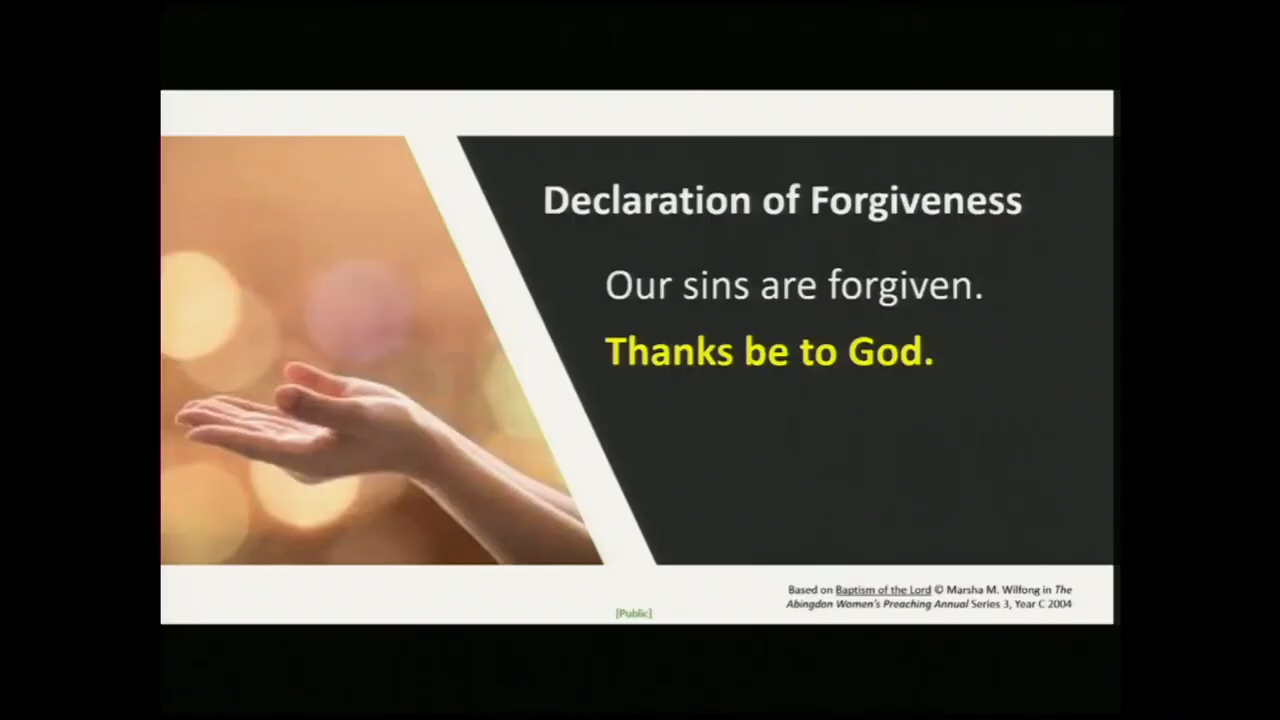 Declaration of Forgiveness
Our sins are forgiven.
Thanks be to God.
Based on Baptism of the Lord © Marsha M. Wilfong in The
Abingdon Women's Preaching Annual Series 3, Year C 2004
[Public]